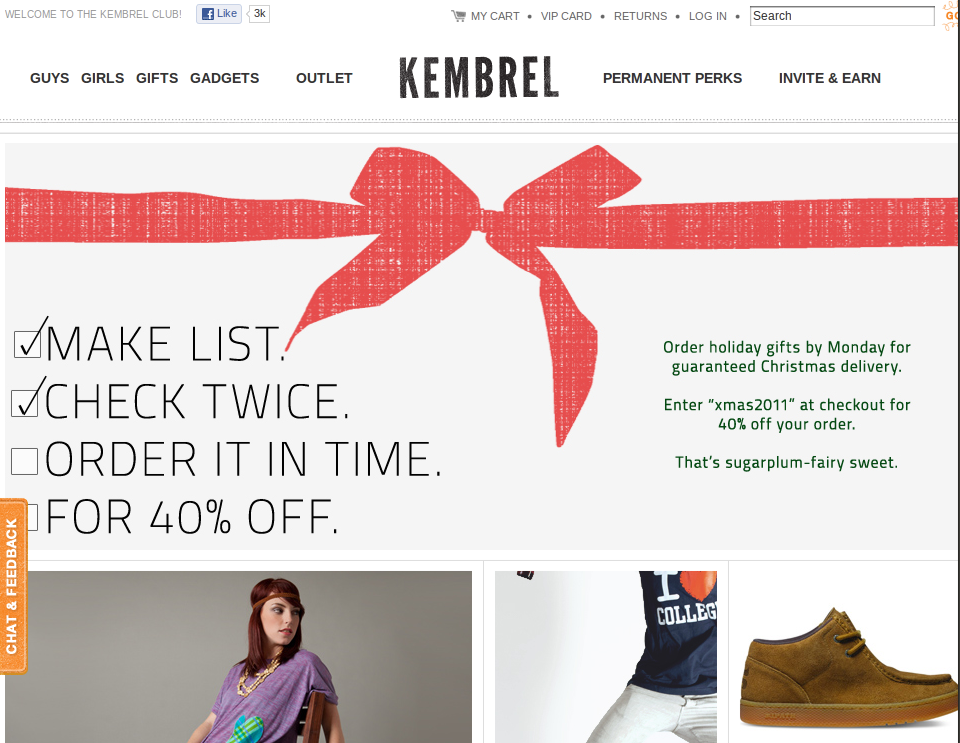 WELCOME TO THE KEMBREL CLUB!
Like
3k
MY CART • VIP CARD • RETURNS • LOG IN •
Search
GO
GUYS GIRLS GIFTS GADGETS OUTLET
KEMBREL
PERMANENT PERKS INVITE & EARN
MAKE LIST.
CHECK TWICE.
ORDER IT IN TIME.
FOR 40% OFF.
Order holiday gifts by Monday for
guaranteed Christmas delivery.
Enter “xmas2011” at checkout for
40% off your order.
That's sugarplum-fairy sweet.
CHAT & FEEDBACK
I
COLLEG